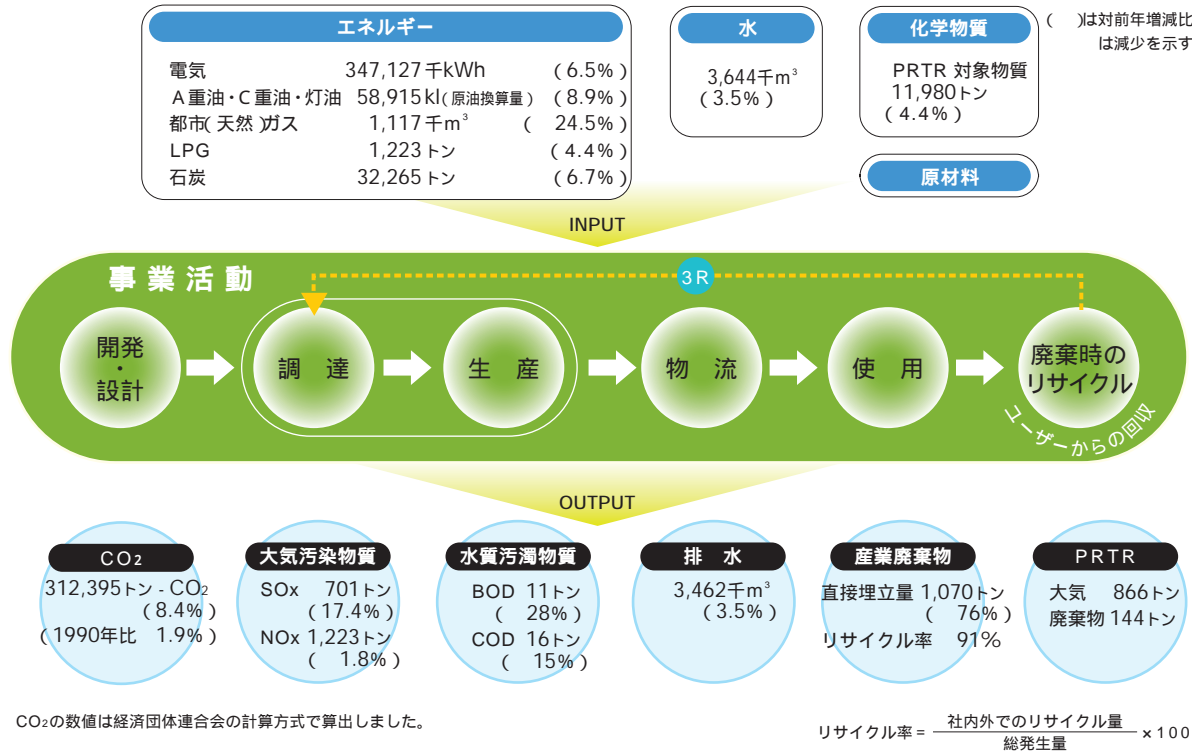 エネルギー
電気 347,127千kWh (6.5%)
A重油・C重油・灯油 58,915kl(原油換算量) (8.9%)
都市(天然)ガス 1,117千m³ ( 24.5%)
LPG 1,223トン (4.4%)
石炭 32,265トン (6.7%)
水
3,644千m³
(3.5%)
化学物質
PRTR 対象物質
11,980トン
(4.4%)
( )は対前年増減比
は減少を示す
原材料
INPUT
事業活動
3R
開発
・
設計
調達
生産
物流
使用
廃棄時の
リサイクル
ユーザーからの回収
OUTPUT
CO₂
312,395トン-CO₂
(8.4%)
(1990年比 1.9%)
大気汚染物質
SOx 701トン
(17.4%)
NOx 1,223トン
( 1.8%)
水質汚濁物質
BOD 11トン
( 28%)
COD 16トン
( 15%)
排水
3,462千m³
(3.5%)
産業廃棄物
直接埋立量 1,070トン
( 76%)
リサイクル率 91%
PRTR
大気 866トン
廃棄物 144トン
CO₂の数値は経済団体連合会の計算方式で算出しました。
リサイクル率 = 社内外でのリサイクル量 / 総発生量 ×100